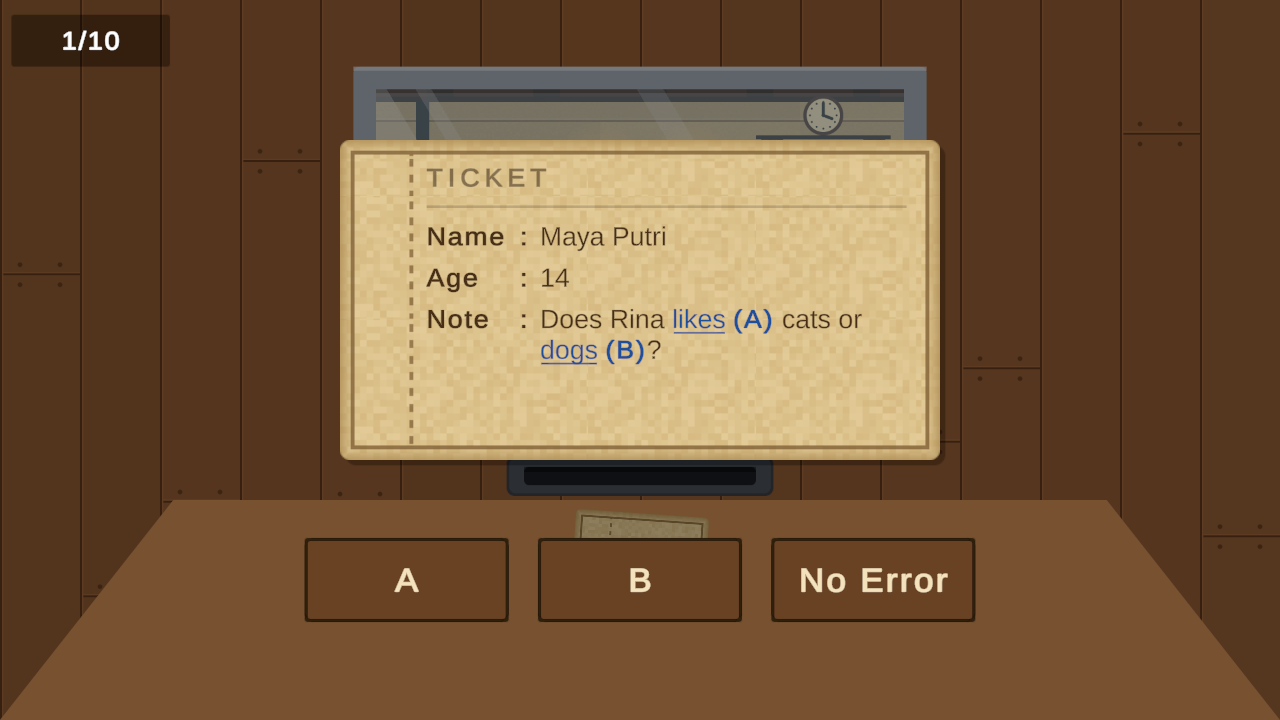 1/10
TICKET
Name : Maya Putri
Age : 14
Note : Does Rina likes (A) cats or
dogs (B)?
A
B
No Error